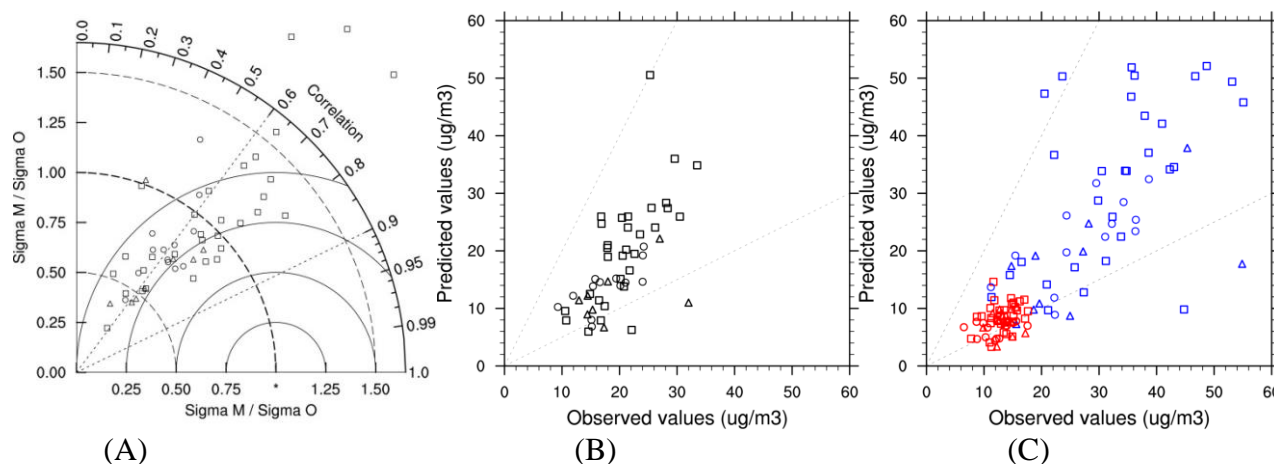 0.0 0.1 0.2 0.3 0.4 0.5 0.6 0.7 0.8 0.9 0.95 0.99 1.0
Correlation
1.50
1.25
1.00
0.75
0.50
0.25
0.00
Sigma M / Sigma O
0.25 0.50 0.75 * 1.25 1.50
Sigma M / Sigma O
(A)
60
50
40
30
20
10
0
Predicted values (ug/m3)
0 10 20 30 40 50 60
Observed values (ug/m3)
(B)
60
50
40
30
20
10
0
Predicted values (ug/m3)
0 10 20 30 40 50 60
Observed values (ug/m3)
(C)